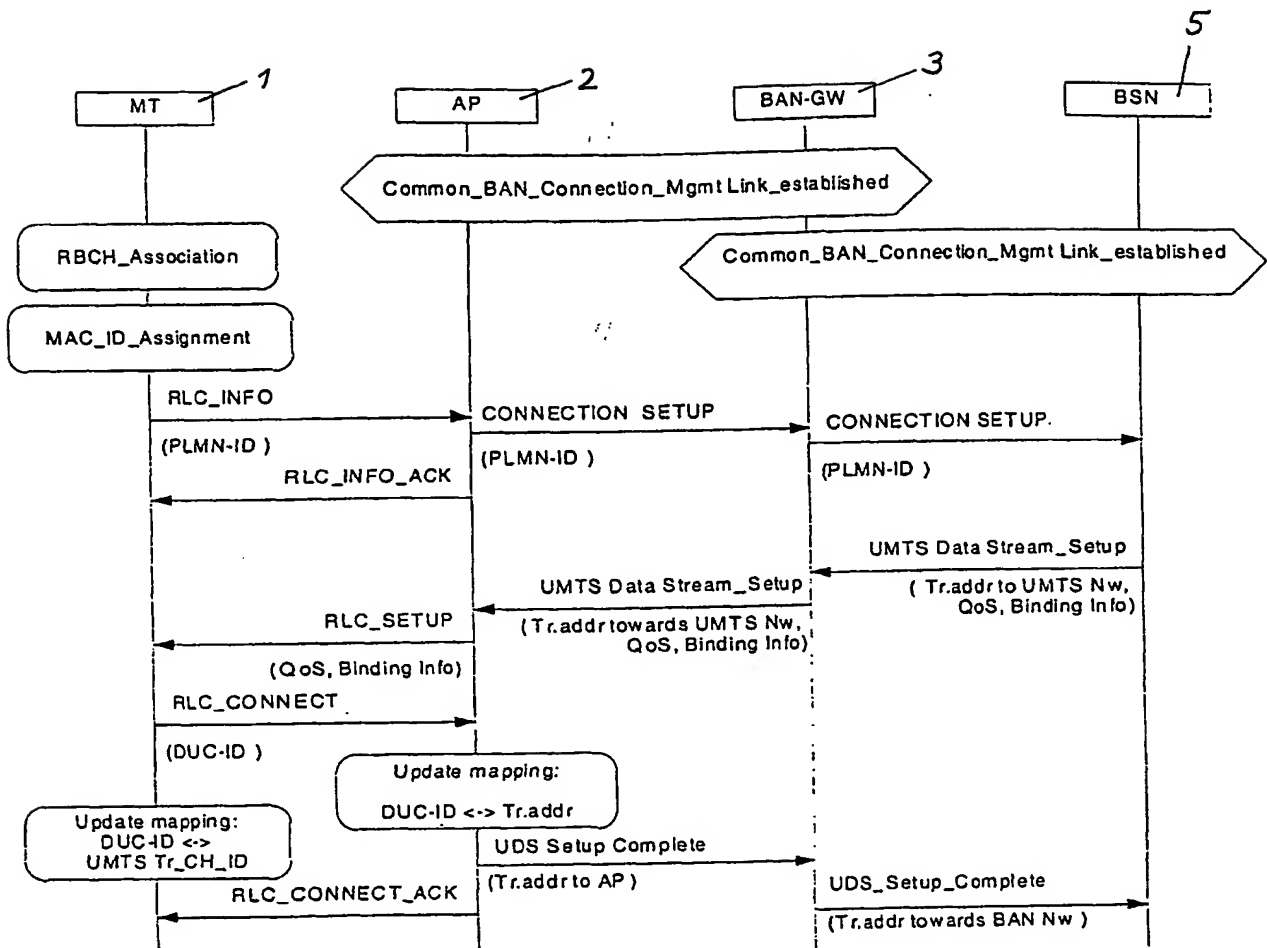 1
2
3
5
MT
AP
BAN-GW
BSN
Common_BAN_Connection_Mgmt Link_established
RBCH_Association
Common_BAN_Connection_Mgmt Link_established
MAC_ID_Assignment
RLC_INFO
(PLMN-ID )
CONNECTION SETUP
(PLMN-ID )
CONNECTION SETUP.
(PLMN-ID )
RLC_INFO_ACK
UMTS Data Stream_Setup
( Tr.addr to UMTS Nw,
QoS, Binding Info)
UMTS Data Stream_Setup
(Tr.addr towards UMTS Nw,
QoS, Binding Info)
RLC_SETUP
(QoS, Binding Info)
RLC_CONNECT
(DUC-ID )
Update mapping:
DUC-ID <-> Tr.addr
Update mapping:
DUC-ID <->
UMTS Tr_CH_ID
UDS Setup Complete
(Tr.addr to AP)
RLC_CONNECT_ACK
UDS_Setup_Complete
(Tr.addr towards BAN Nw )